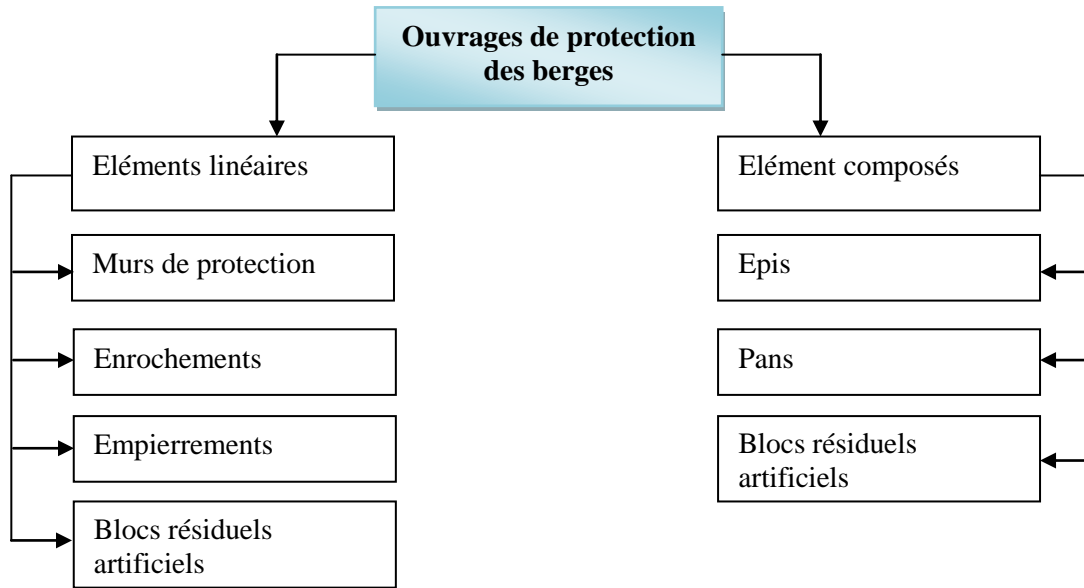 Ouvrages de protection
des berges
Eléments linéaires
Murs de protection
Enrochements
Empierrements
Blocs résiduels
artificiels
Elément composés
Epis
Pans
Blocs résiduels
artificiels